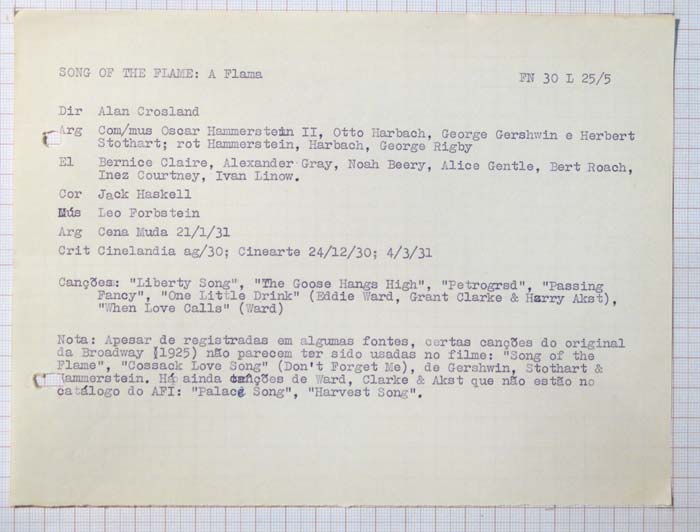 SONG OF THE FLAME: A Flama FN 30 L 25/5
Dir Alan Crosland
Arg Com/mus Oscar Hammerstein II, Otto Harbach, George Gershwin e Herbert
Stothart; rot Hammerstein, Harbach, George Rigby
El Bernice Claire, Alexander Gray, Noah Beery, Alice Gentle, Bert Roach,
Inez Courtney, Ivan Linow.
Cor Jack Haskell
Mús Leo Forbstein
Arg Cena Muda 21/1/31
Crit Cinelandia ag/30; Cinearte 24/12/30; 4/3/31
Canções: "Liberty Song", "The Goose Hangs High", "Petrogrsd", "Passing
Fancy", "One Little Drink" (Eddie Ward, Grant Clarke & Harry Akst),
"When Love Calls" (Ward)
Nota: Apesar de registradas em algumas fontes, certas canções do original
da Broadway (1925) não parecem ter sido usadas no filme: "Song of the
Flame", "Cossack Love Song" (Don't Forget Me), de Gershwin, Stothart &
Hammerstein. Há ainda canções de Ward, Clarke & Akst que não estão no
catálogo do AFI: "Palace Song", "Harvest Song".